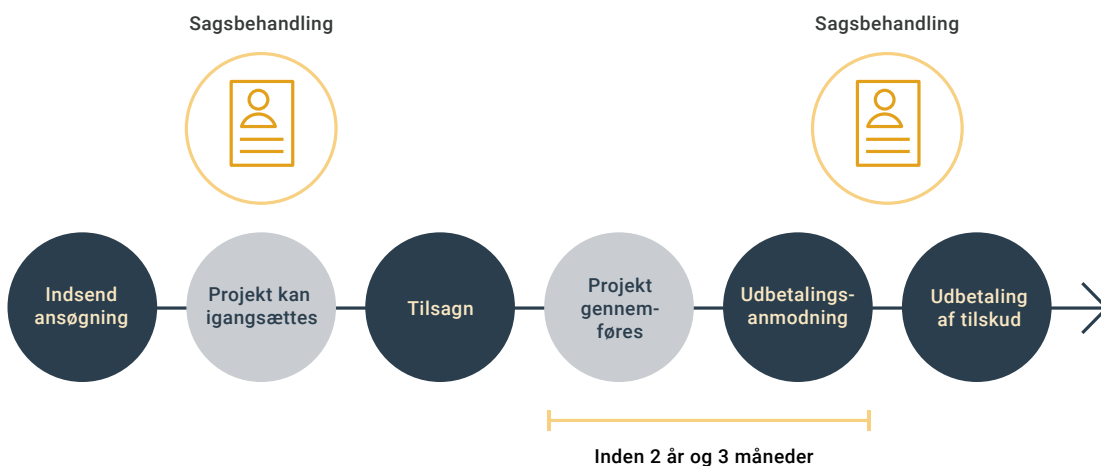 Sagsbehandling
Sagsbehandling
Indsend
ansøgning
Projekt kan
igangsættes
Tilsagn
Projekt
gennem-
føres
Udbetalings-
anmodning
Udbetaling
af tilskud
Inden 2 år og 3 måneder